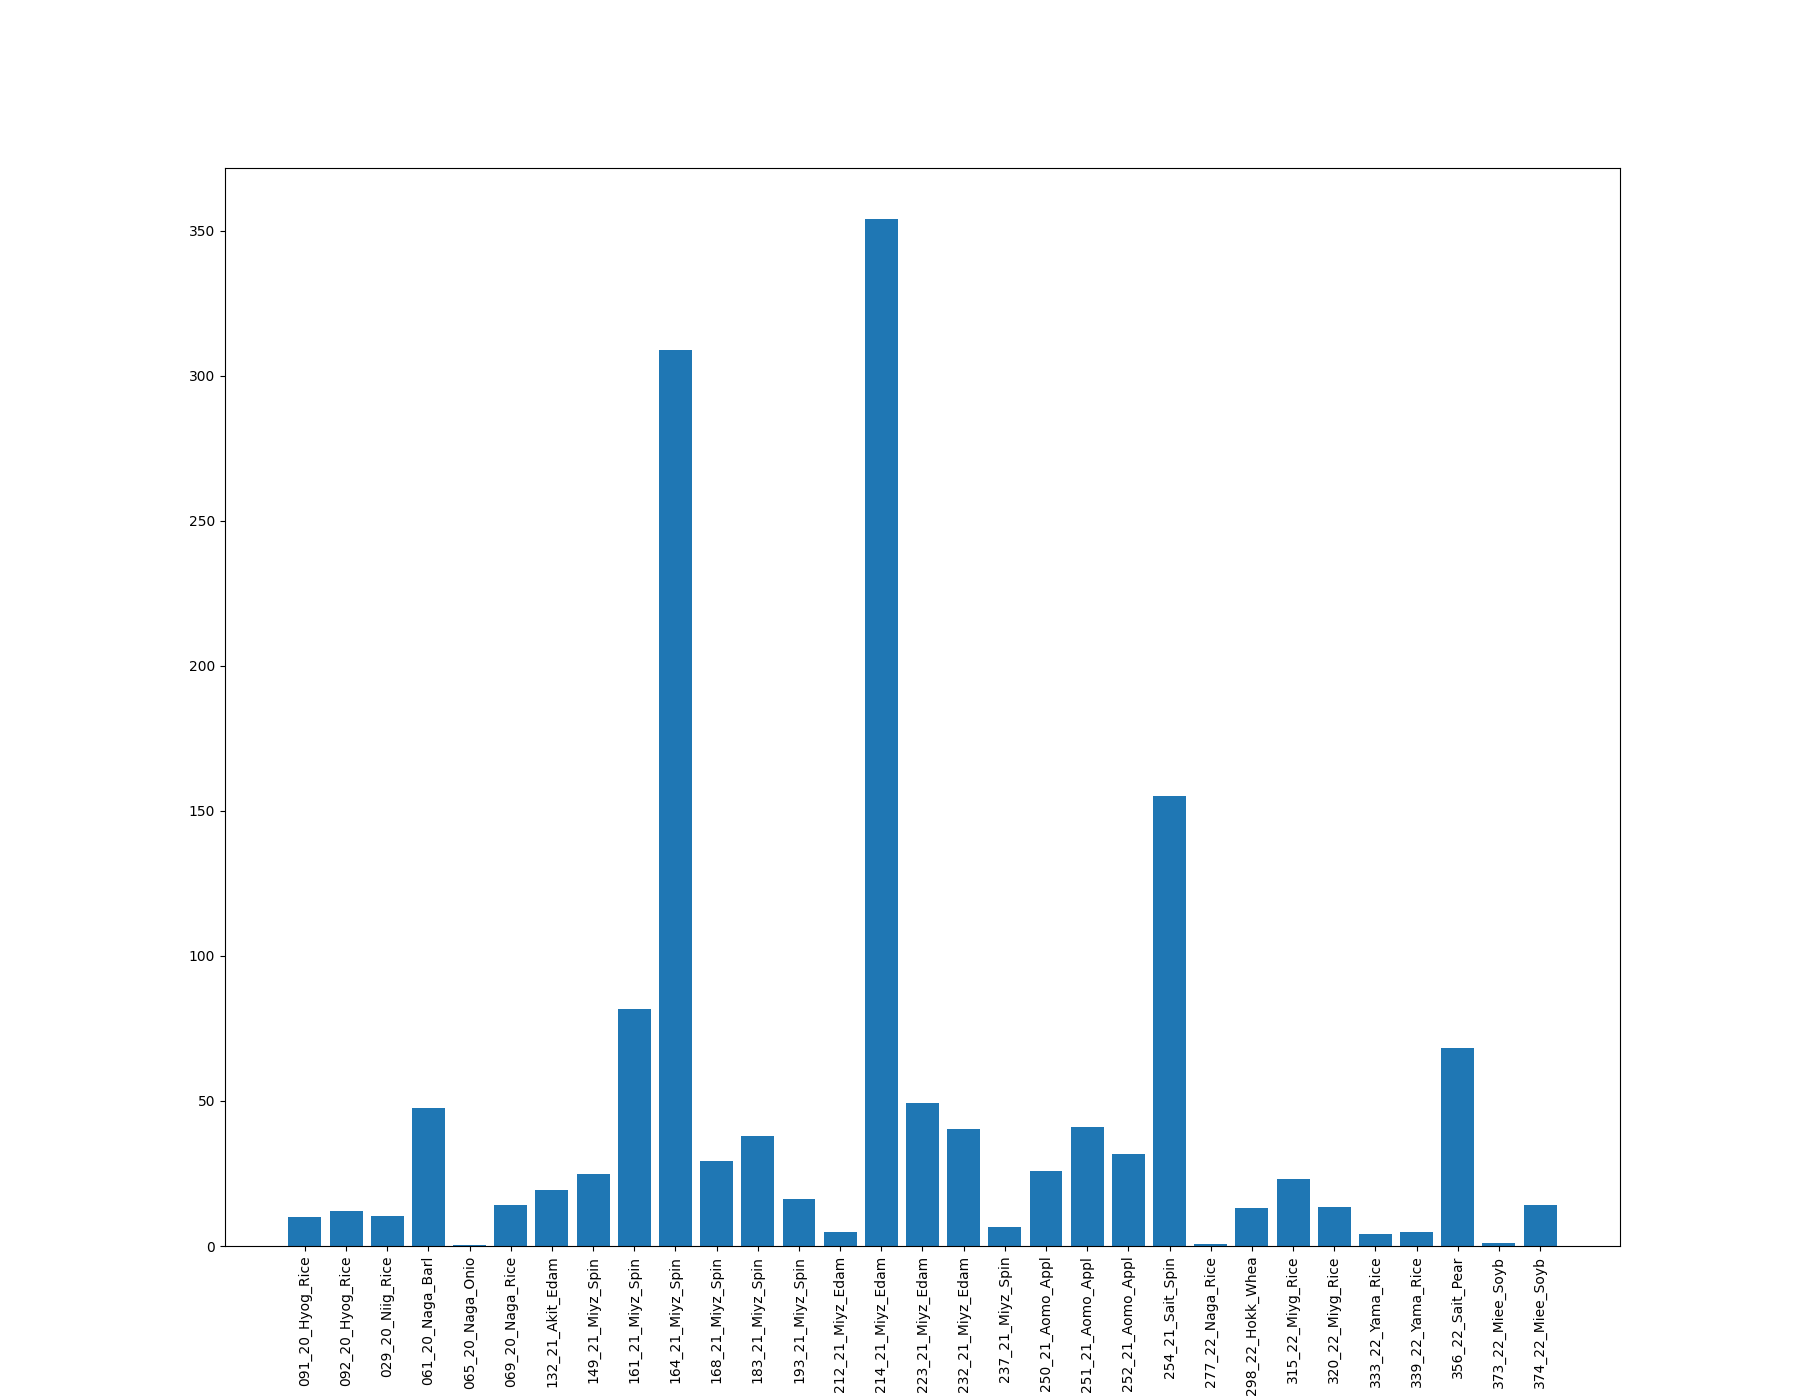 350
300
250
200
150
100
50
0
091_20_Hyog_Rice
092_20_Hyog_Rice
029_20_Niig_Rice
061_20_Naga_Barl
065_20_Naga_Onio
069_20_Naga_Rice
132_21_Akit_Edam
149_21_Miyz_Spin
161_21_Miyz_Spin
164_21_Miyz_Spin
168_21_Miyz_Spin
183_21_Miyz_Spin
193_21_Miyz_Spin
212_21_Miyz_Edam
214_21_Miyz_Edam
223_21_Miyz_Edam
232_21_Miyz_Edam
237_21_Miyz_Spin
250_21_Aomo_Appl
251_21_Aomo_Appl
252_21_Aomo_Appl
254_21_Sait_Spin
277_22_Naga_Rice
298_22_Hokk_Whea
315_22_Miyg_Rice
320_22_Miyg_Rice
333_22_Yama_Rice
339_22_Yama_Rice
356_22_Sait_Pear
373_22_Miee_Soyb
374_22_Miee_Soyb